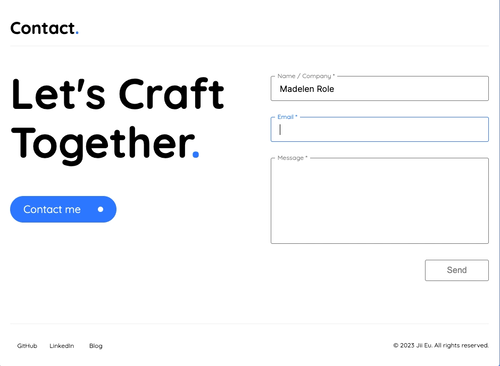 Contact.
Let's Craft
Together.
Contact me
Name / Company *
Madelen Role
Email *
Message *
Send
GitHub
LinkedIn
Blog
© 2023 Jii Eu. All rights reserved.